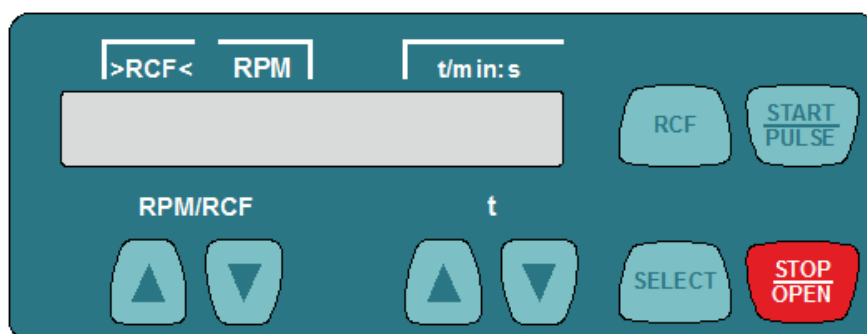 >RCF< RPM t/min:s
RCF
START
PULSE
RPM/RCF t
SELECT
STOP
OPEN